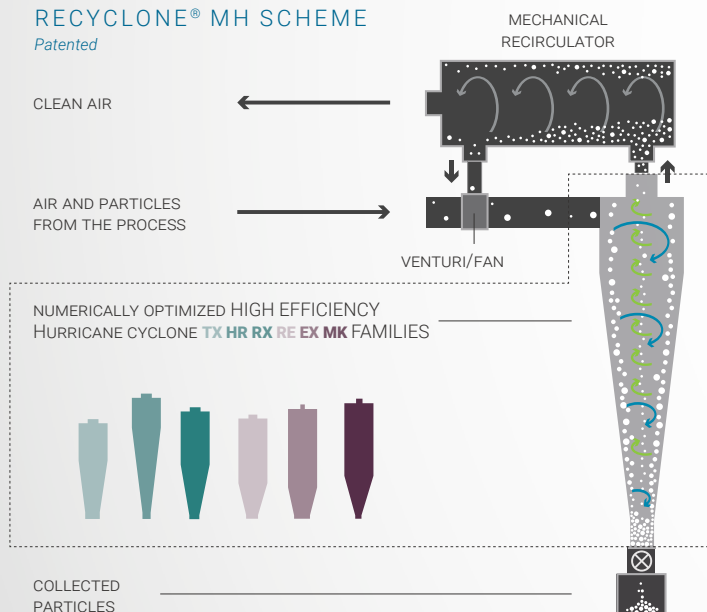 RECYCLONE® MH SCHEME
Patented
MECHANICAL
RECIRCULATOR
CLEAN AIR
AIR AND PARTICLES
FROM THE PROCESS
VENTURI/FAN
NUMERICALLY OPTIMIZED HIGH EFFICIENCY
HURRICANE CYCLONE TX HR RX RE EX MK FAMILIES
COLLECTED
PARTICLES